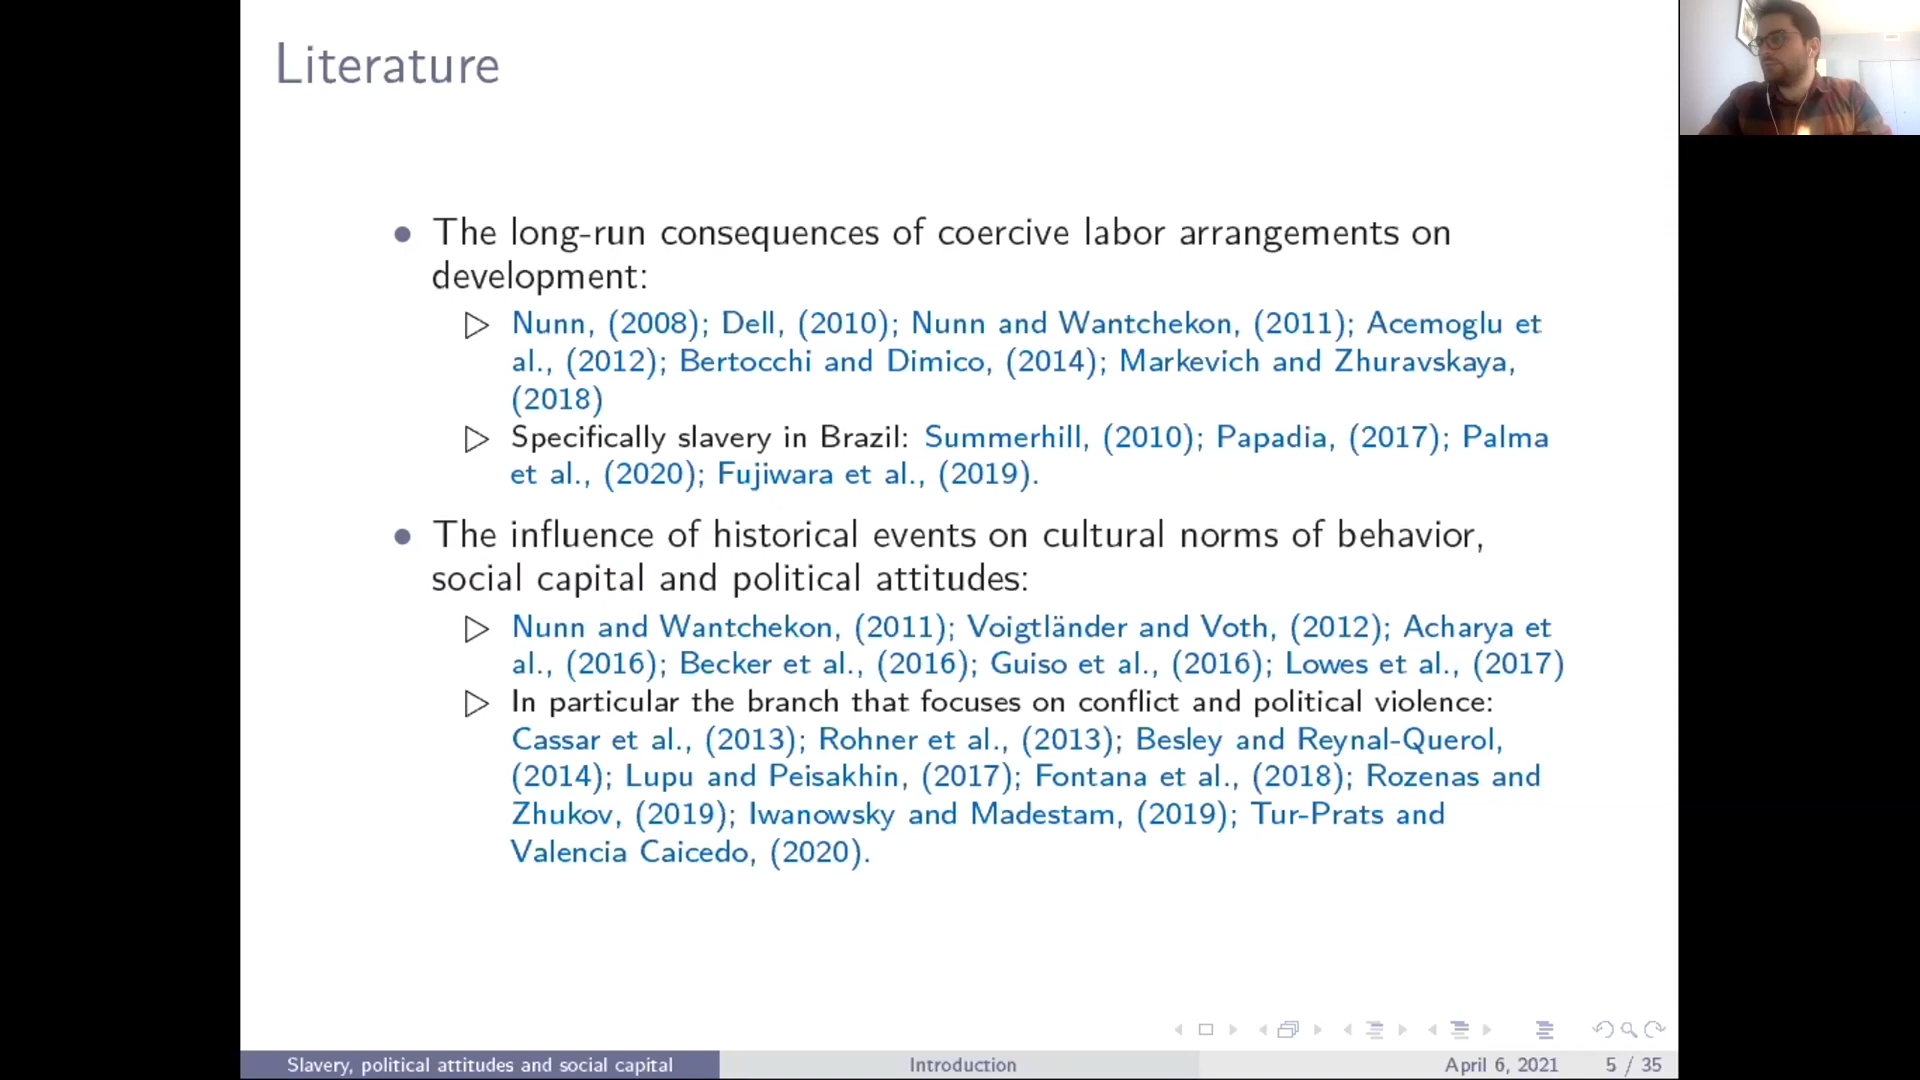 Literature
The long-run consequences of coercive labor arrangements on
development:
Nunn, (2008); Dell, (2010); Nunn and Wantchekon, (2011); Acemoglu et
al., (2012); Bertocchi and Dimico, (2014); Markevich and Zhuravskaya,
(2018)
Specifically slavery in Brazil: Summerhill, (2010); Papadia, (2017); Palma
et al., (2020); Fujiwara et al., (2019).
The influence of historical events on cultural norms of behavior,
social capital and political attitudes:
Nunn and Wantchekon, (2011); Voigtländer and Voth, (2012); Acharya et
al., (2016); Becker et al., (2016); Guiso et al., (2016); Lowes et al., (2017)
In particular the branch that focuses on conflict and political violence:
Cassar et al., (2013); Rohner et al., (2013); Besley and Reynal-Querol,
(2014); Lupu and Peisakhin, (2017); Fontana et al., (2018); Rozenas and
Zhukov, (2019); Iwanowsky and Madestam, (2019); Tur-Prats and
Valencia Caicedo, (2020).
Slavery, political attitudes and social capital Introduction April 6, 2021 5 / 35